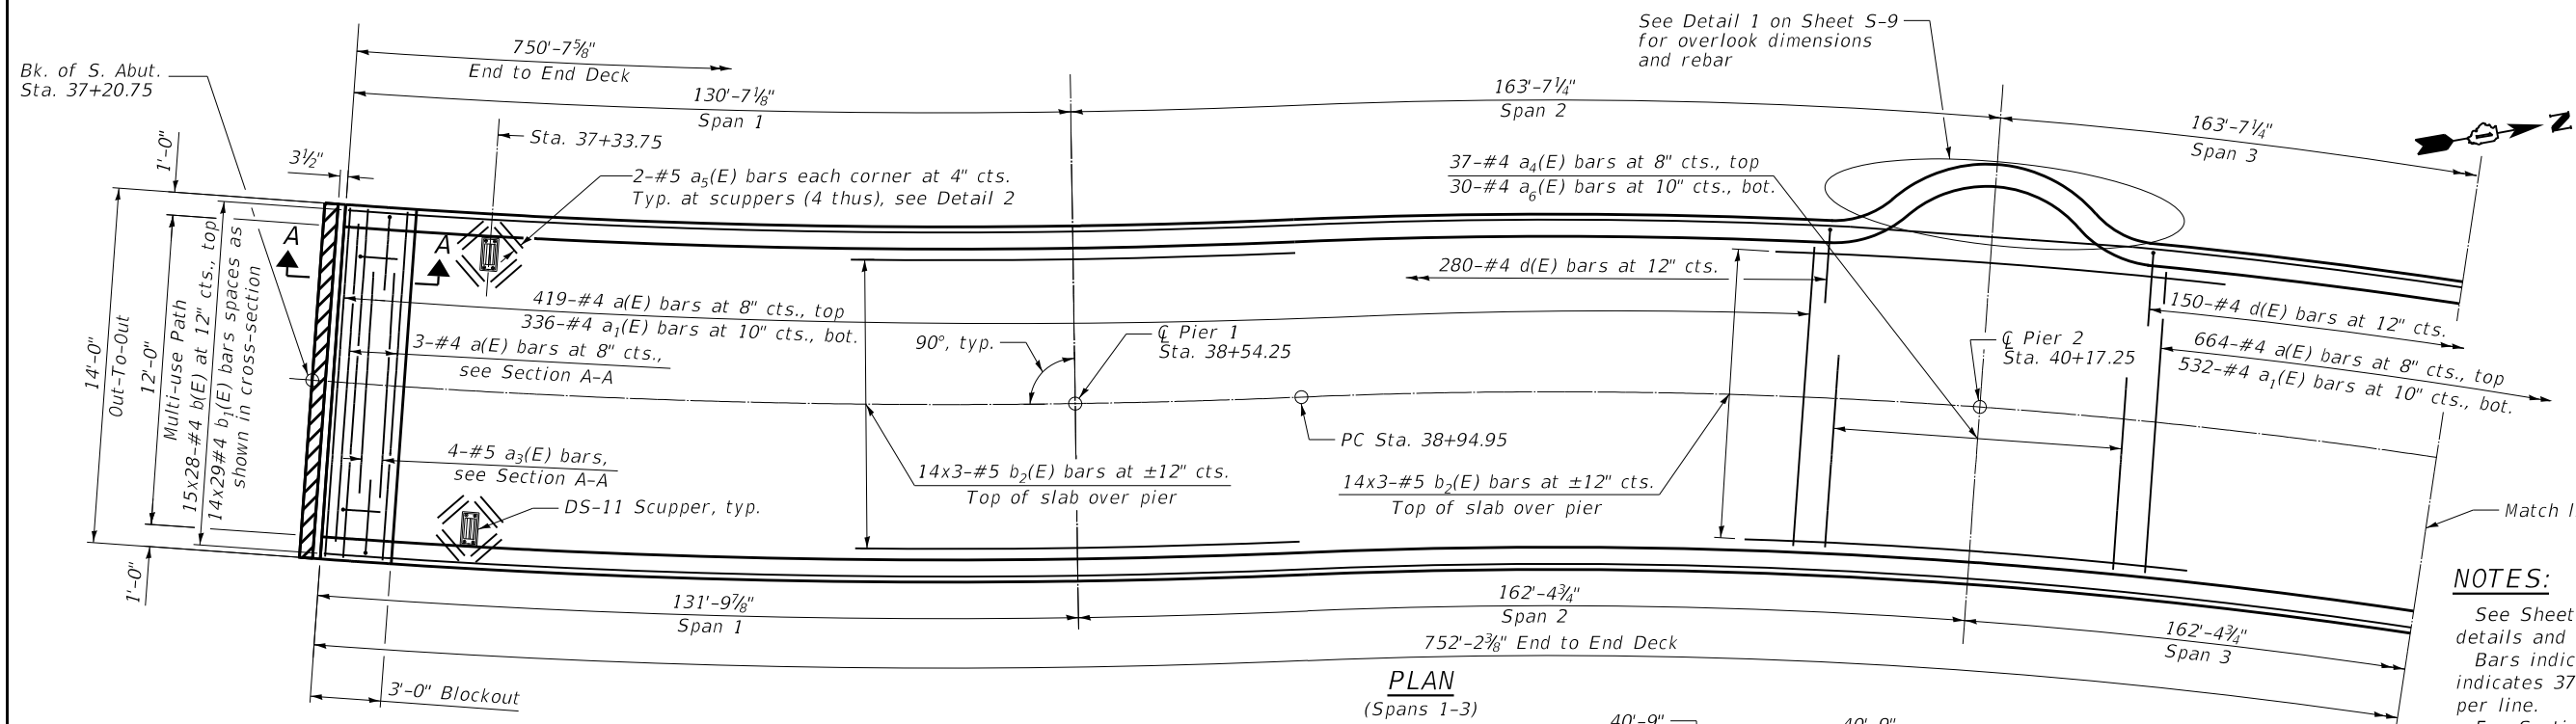 See Detail 1 on Sheet S-9
for overlook dimensions
and rebar
750'-7⅝"
End to End Deck
Bk. of S. Abut.
Sta. 37+20.75
130'-7⅛"
Span 1
163'-7¼"
Span 2
163'-7¼"
Span 3
N
1'-0"
3½"
Sta. 37+33.75
2-#5 a5(E) bars each corner at 4" cts.
Typ. at scuppers (4 thus), see Detail 2
37-#4 a4(E) bars at 8" cts., top
30-#4 a6(E) bars at 10" cts., bot.
A
A
14'-0"
Out-To-Out
12'-0"
Multi-use Path
15x28-#4 b(E) at 12" cts., top
14x29#4 b1(E) bars spaces as
shown in cross-section
1'-0"
280-#4 d(E) bars at 12" cts.
419-#4 a(E) bars at 8" cts., top
336-#4 a1(E) bars at 10" cts., bot.
3-#4 a(E) bars at 8" cts.,
see Section A-A
90°, typ.
℄ Pier 1
Sta. 38+54.25
℄ Pier 2
Sta. 40+17.25
150-#4 d(E) bars at 12" cts.
664-#4 a(E) bars at 8" cts., top
532-#4 a1(E) bars at 10" cts., bot.
PC Sta. 38+94.95
4-#5 a3(E) bars,
see Section A-A
14x3-#5 b2(E) bars at ±12" cts.
Top of slab over pier
14x3-#5 b2(E) bars at ±12" cts.
Top of slab over pier
DS-11 Scupper, typ.
Match l
131'-9⅞"
Span 1
162'-4¾"
Span 2
162'-4¾"
Span 3
752'-2⅜" End to End Deck
3'-0" Blockout
PLAN
(Spans 1-3)
NOTES:
See Sheet
details and
Bars indic
indicates 37
per line.
40'-9"
40'-9"